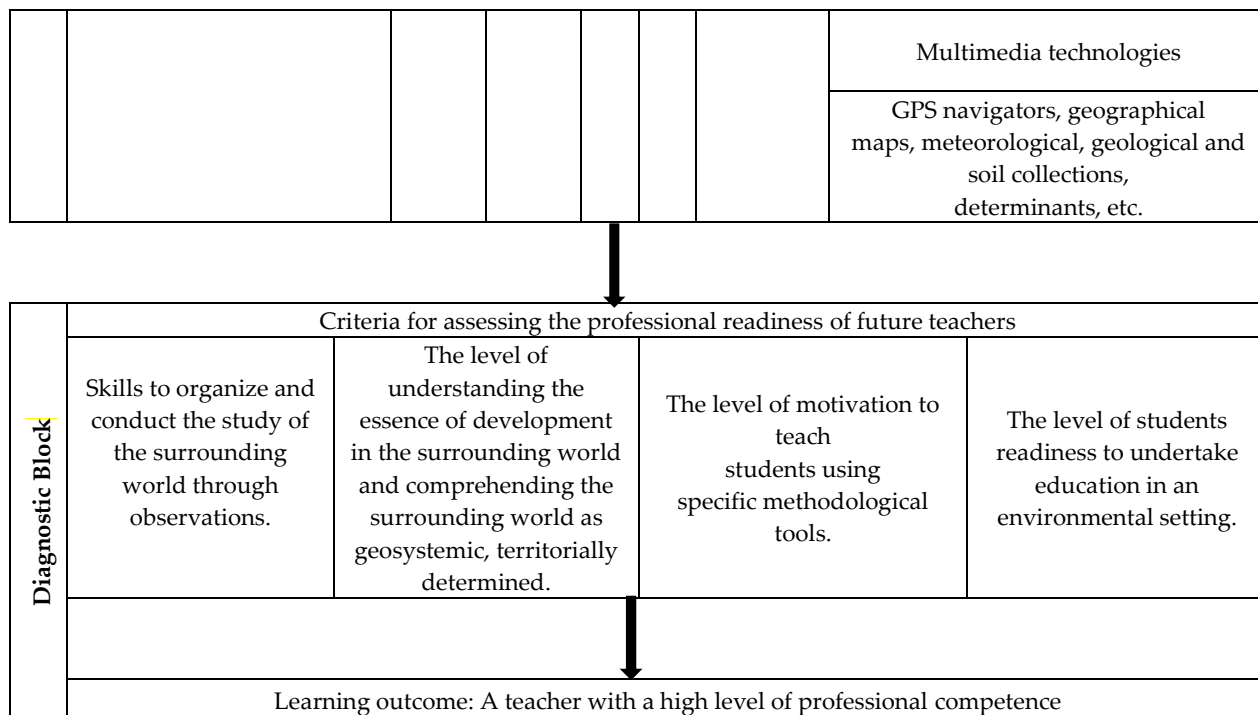 Multimedia technologies
GPS navigators, geographical
maps, meteorological, geological and
soil collections,
determinants, etc.
Diagnostic Block
Criteria for assessing the professional readiness of future teachers
Skills to organize and
conduct the study of
the surrounding
world through
observations.
The level of
understanding the
essence of development
in the surrounding world
and comprehending the
surrounding world as
geosystemic, territorially
determined.
The level of motivation to
teach
students using
specific methodological
tools.
The level of students
readiness to undertake
education in an
environmental setting.
Learning outcome: A teacher with a high level of professional competence